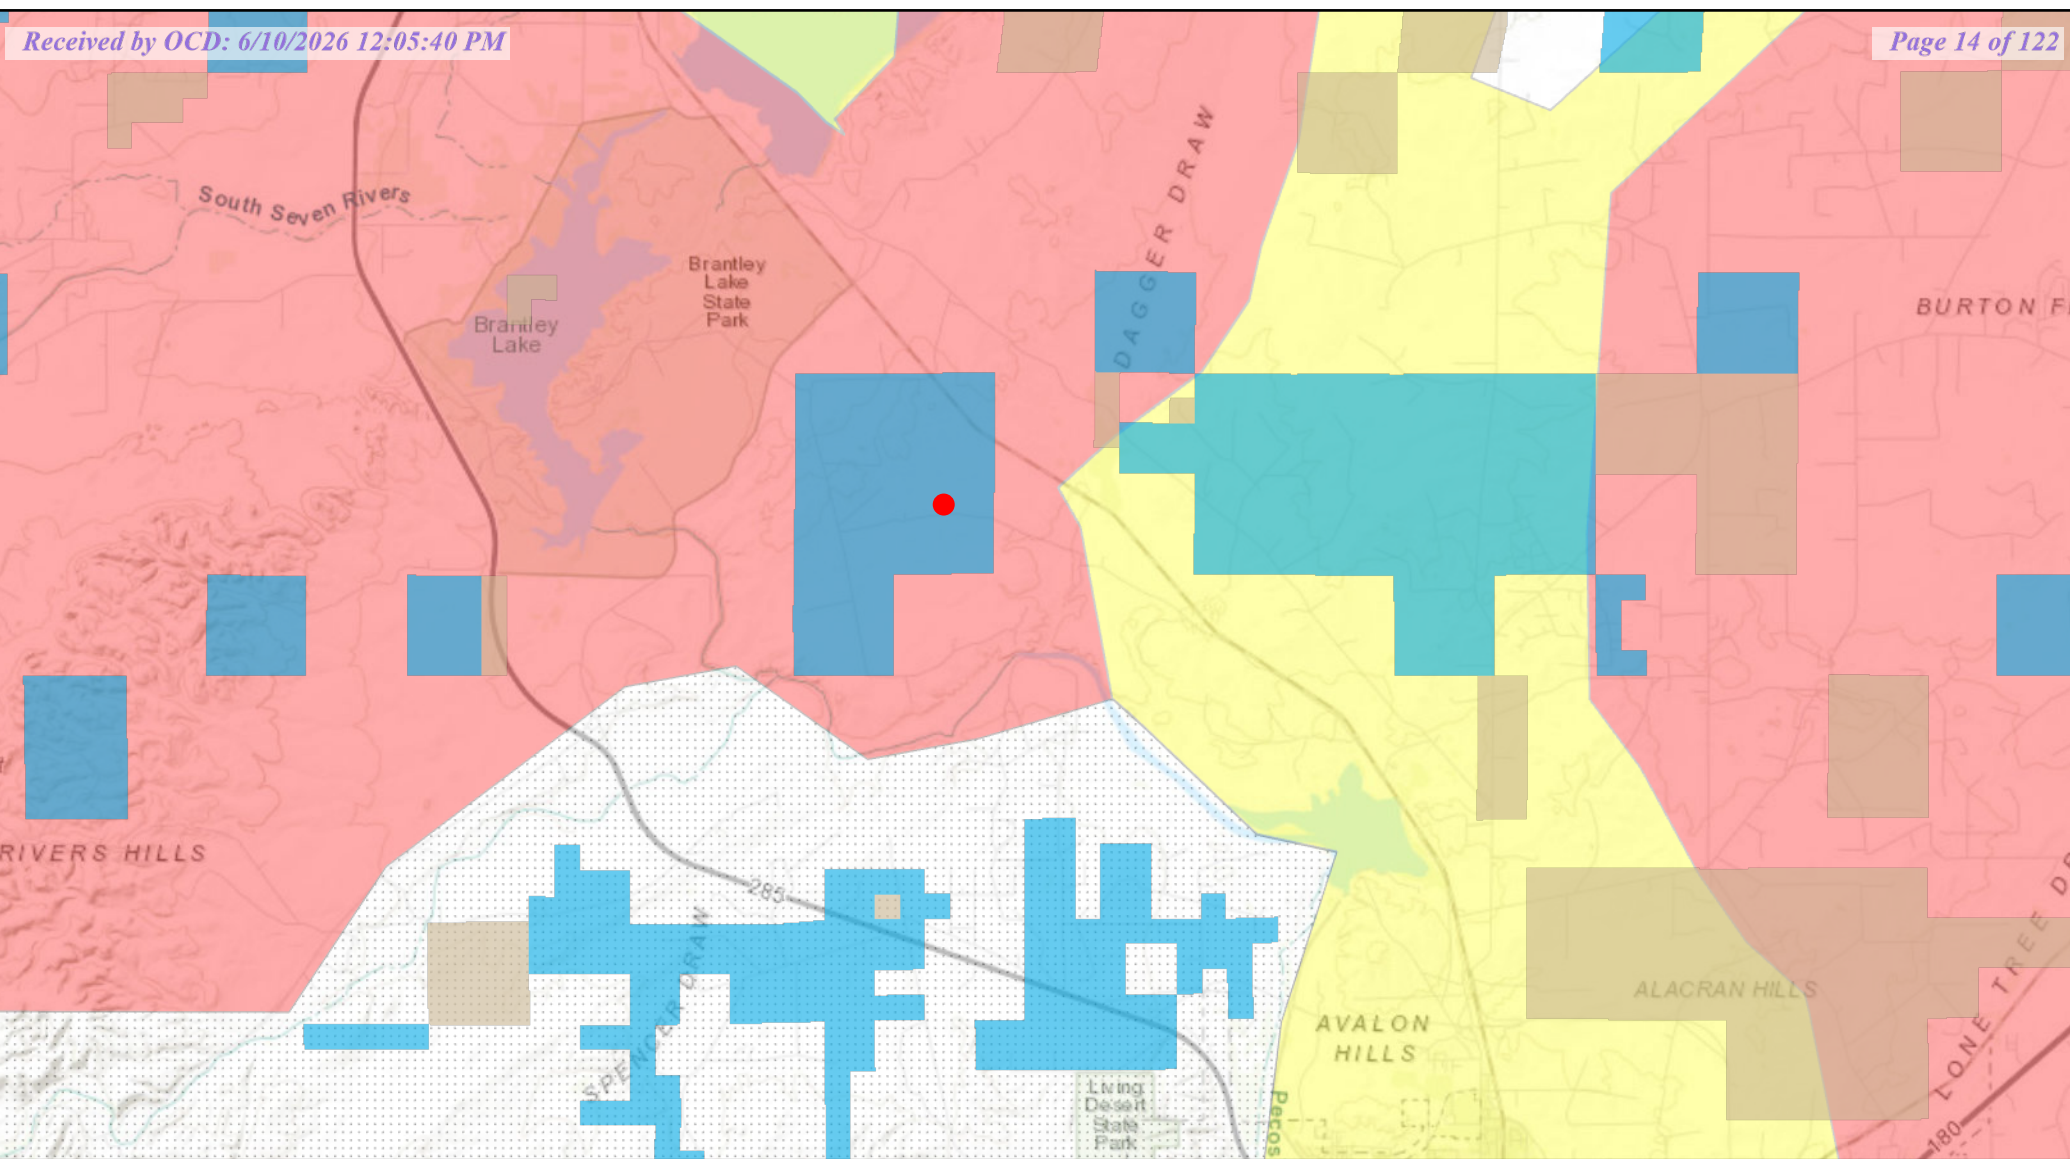 Received by OCD: 6/10/2026 12:05:40 PM
Page 14 of 122
South Seven Rivers
DAGGER DRAW
Brantley
Lake
State
Park
BURTON
Brantley
Lake
RIVERS HILLS
285
SPENCER DRAW
LONE TREE
ALACRAN HILLS
AVALON
HILLS
Living
Desert
State
Park
Pecos
180